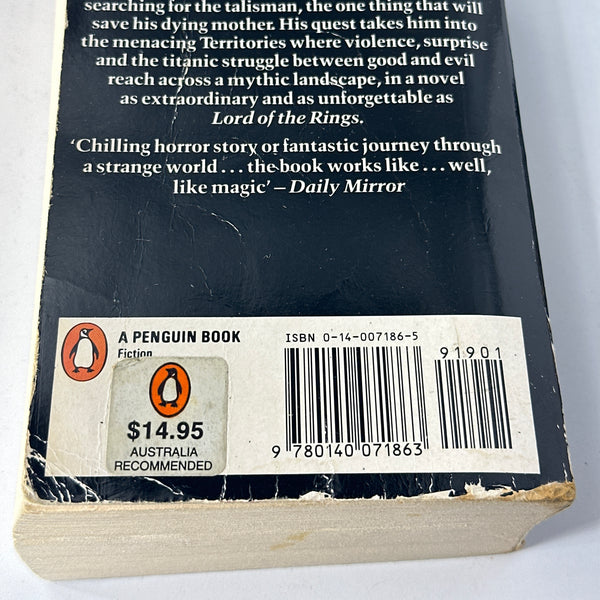 searching for the talisman, the one thing that will
save his dying mother. His quest takes him into
the menacing Territories where violence, surprise
and the titanic struggle between good and evil
reach across a mythic landscape, in a novel
as extraordinary and as unforgettable as
Lord of the Rings.
‘Chilling horror story or fantastic journey through
a strange world . . . the book works like . . . well,
like magic’ – Daily Mirror
A PENGUIN BOOK
Fiction
$14.95
AUSTRALIA
RECOMMENDED
ISBN 0-14-007186-5
91901
9 780140 071863